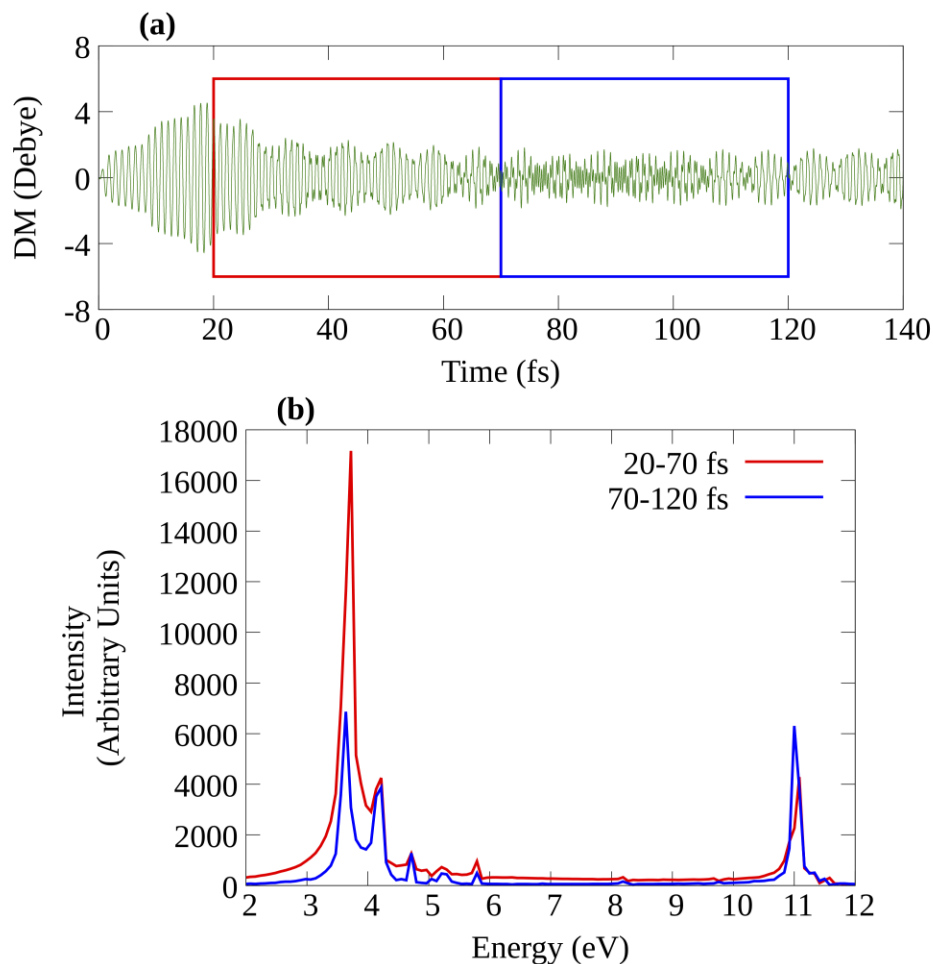 (a)
8
4
0
-4
-8
DM (Debye)
0 20 40 60 80 100 120 140
Time (fs)
(b)
18000
16000
14000
12000
10000
8000
6000
4000
2000
0
Intensity
(Arbitrary Units)
20-70 fs
70-120 fs
2 3 4 5 6 7 8 9 10 11 12
Energy (eV)